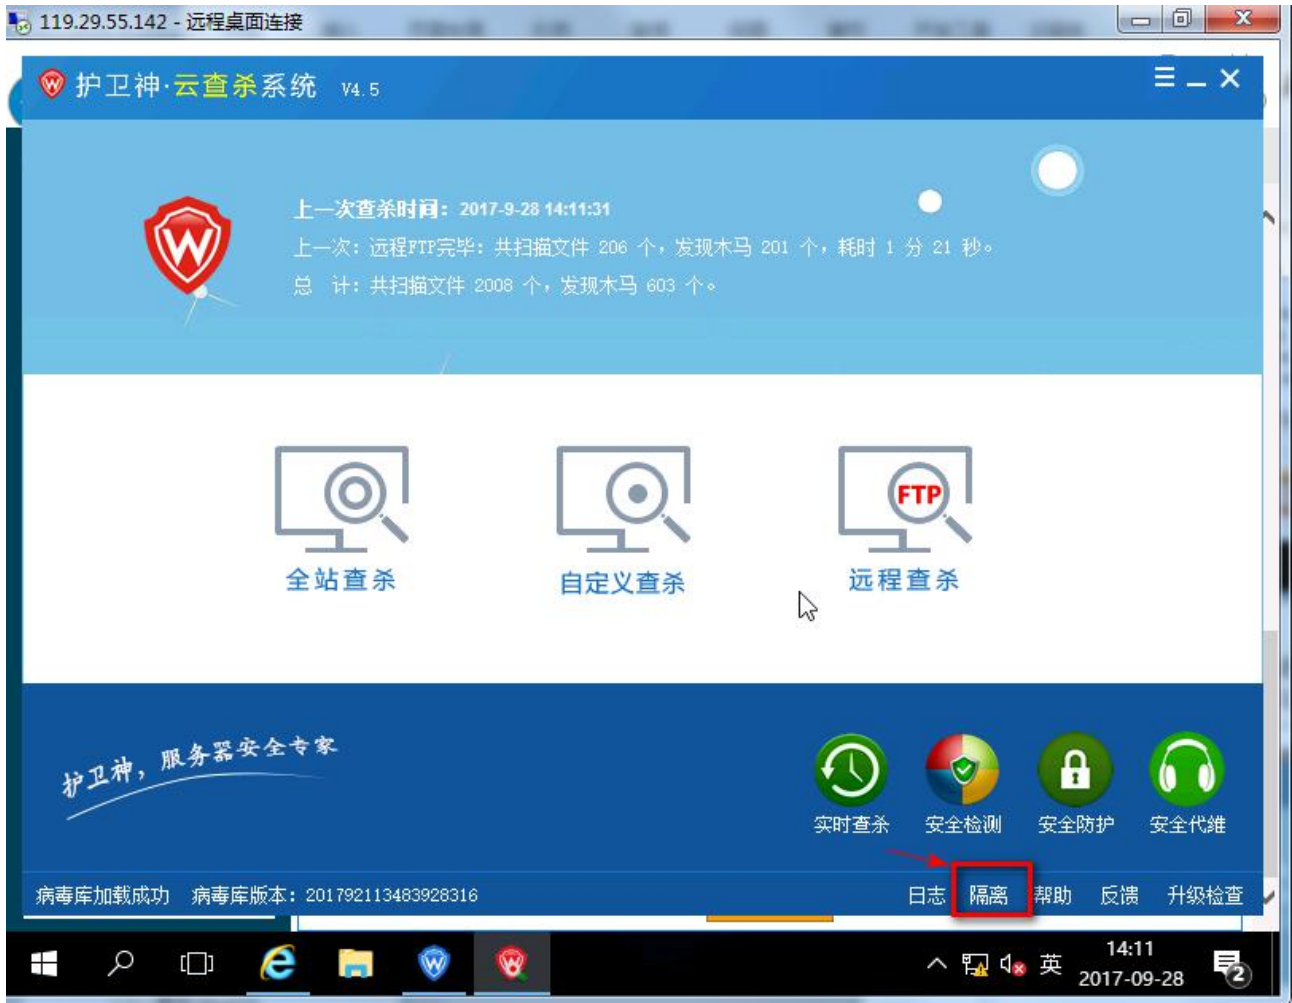 119.29.55.142 - 远程桌面连接
护卫神·云查杀系统 V4.5
上一次查杀时间：2017-9-28 14:11:31
上一次：远程FTP完毕：共扫描文件 206 个，发现木马 201 个，耗时 1 分 21 秒。
总 计：共扫描文件 2008 个，发现木马 603 个。
FTP
全站查杀 自定义查杀 远程查杀
护卫神，服务器安全专家
实时查杀 安全检测 安全防护 安全代维
病毒库加载成功 病毒库版本：201792113483928316 日志 隔离 帮助 反馈 升级检查
英 14:11
2017-09-28 2